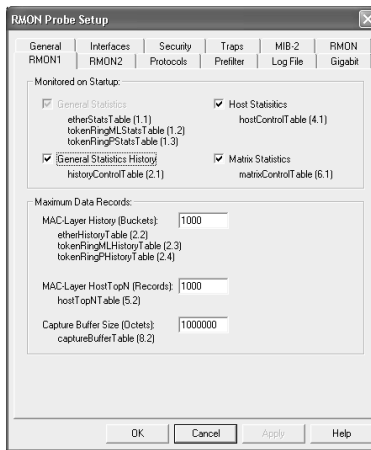 RMON Probe Setup
General Interfaces Security Traps MIB-2 RMON
RMON1 RMON2 Protocols Prefilter Log File Gigabit
Monitored on Startup:
General Statistics
etherStatsTable (1.1)
tokenRingMLStatsTable (1.2)
tokenRingPStatsTable (1.3)
General Statistics History
historyControlTable (2.1)
Host Statisitics
hostControlTable (4.1)
Matrix Statistics
matrixControlTable (6.1)
Maximum Data Records:
MAC-Layer History (Buckets): 1000
etherHistoryTable (2.2)
tokenRingMLHistoryTable (2.3)
tokenRingPHistoryTable (2.4)
MAC-Layer HostTopN (Records): 1000
hostTopNTable (5.2)
Capture Buffer Size (Octets): 1000000
captureBufferTable (8.2)
OK Cancel Apply Help